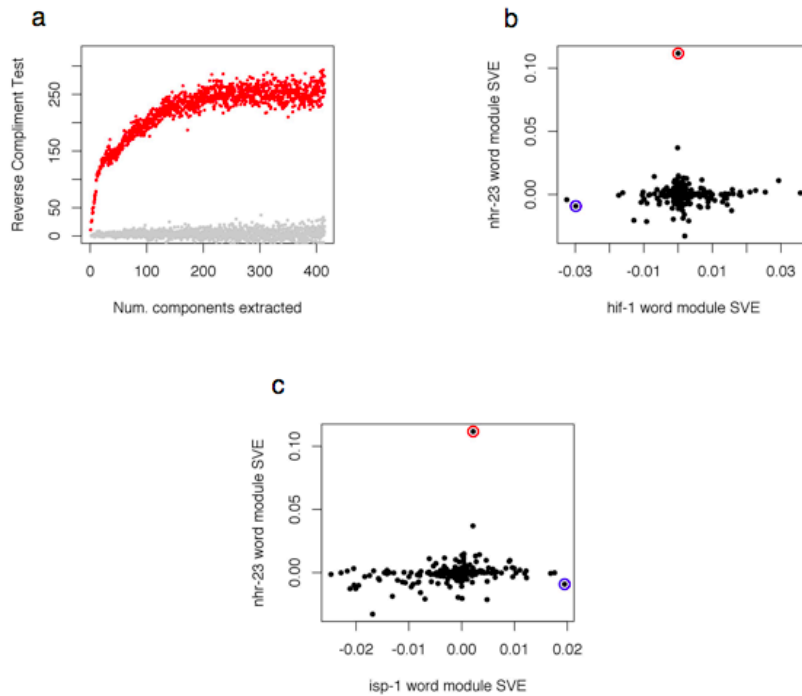 a
Reverse Compliment Test
250
150
50
0
0 100 200 300 400
Num. components extracted
b
nhr-23 word module SVE
0.10
0.05
0.00
-0.03 -0.01 0.01 0.03
hif-1 word module SVE
c
nhr-23 word module SVE
0.10
0.05
0.00
-0.02 -0.01 0.00 0.01 0.02
isp-1 word module SVE